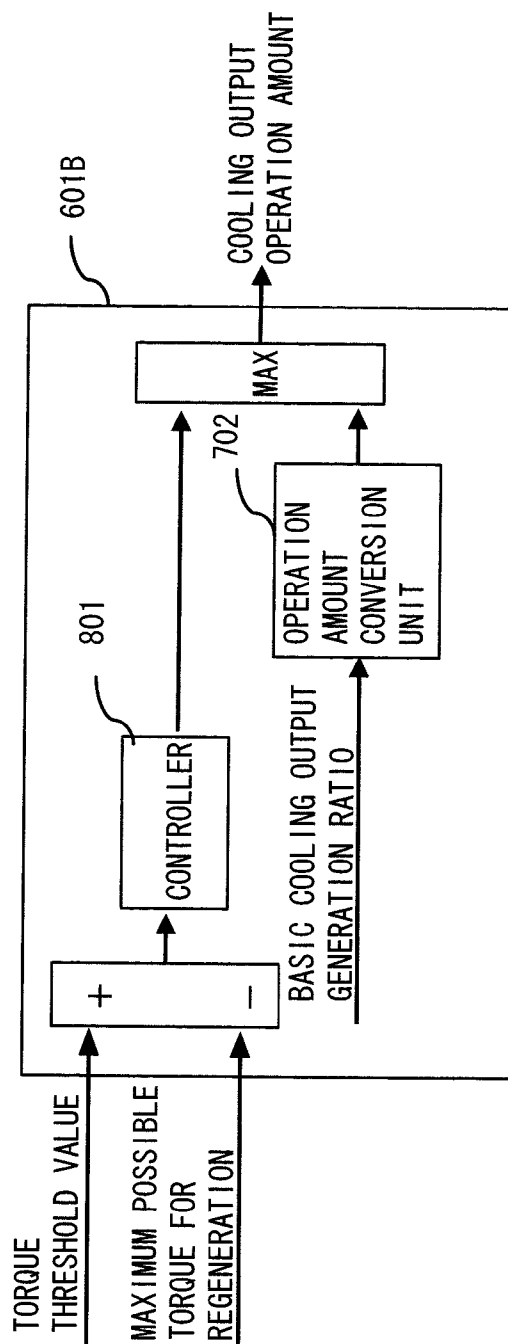 TORQUE
THRESHOLD VALUE
MAXIMUM POSSIBLE
TORQUE FOR
REGENERATION
+
−
801
CONTROLLER
BASIC COOLING OUTPUT
GENERATION RATIO
702
OPERATION
AMOUNT
CONVERSION
UNIT
MAX
601B
COOLING OUTPUT
OPERATION AMOUNT